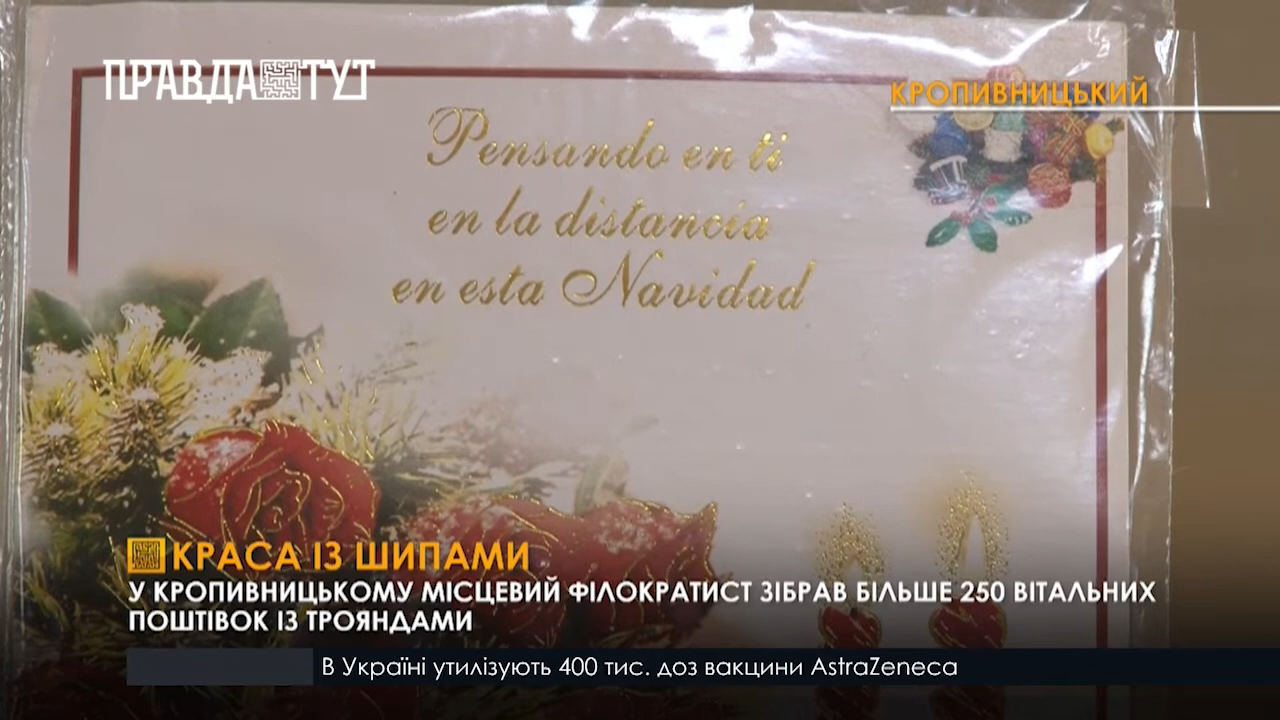 ПРАВДА ТУТ
КРОПИВНИЦЬКИЙ
Pensando en ti
en la distancia
en esta Navidad
КРАСА ІЗ ШИПАМИ
У КРОПИВНИЦЬКОМУ МІСЦЕВИЙ ФІЛОКРАТИСТ ЗІБРАВ БІЛЬШЕ 250 ВІТАЛЬНИХ
ПОШТІВОК ІЗ ТРОЯНДАМИ
В Україні утилізують 400 тис. доз вакцини AstraZeneca